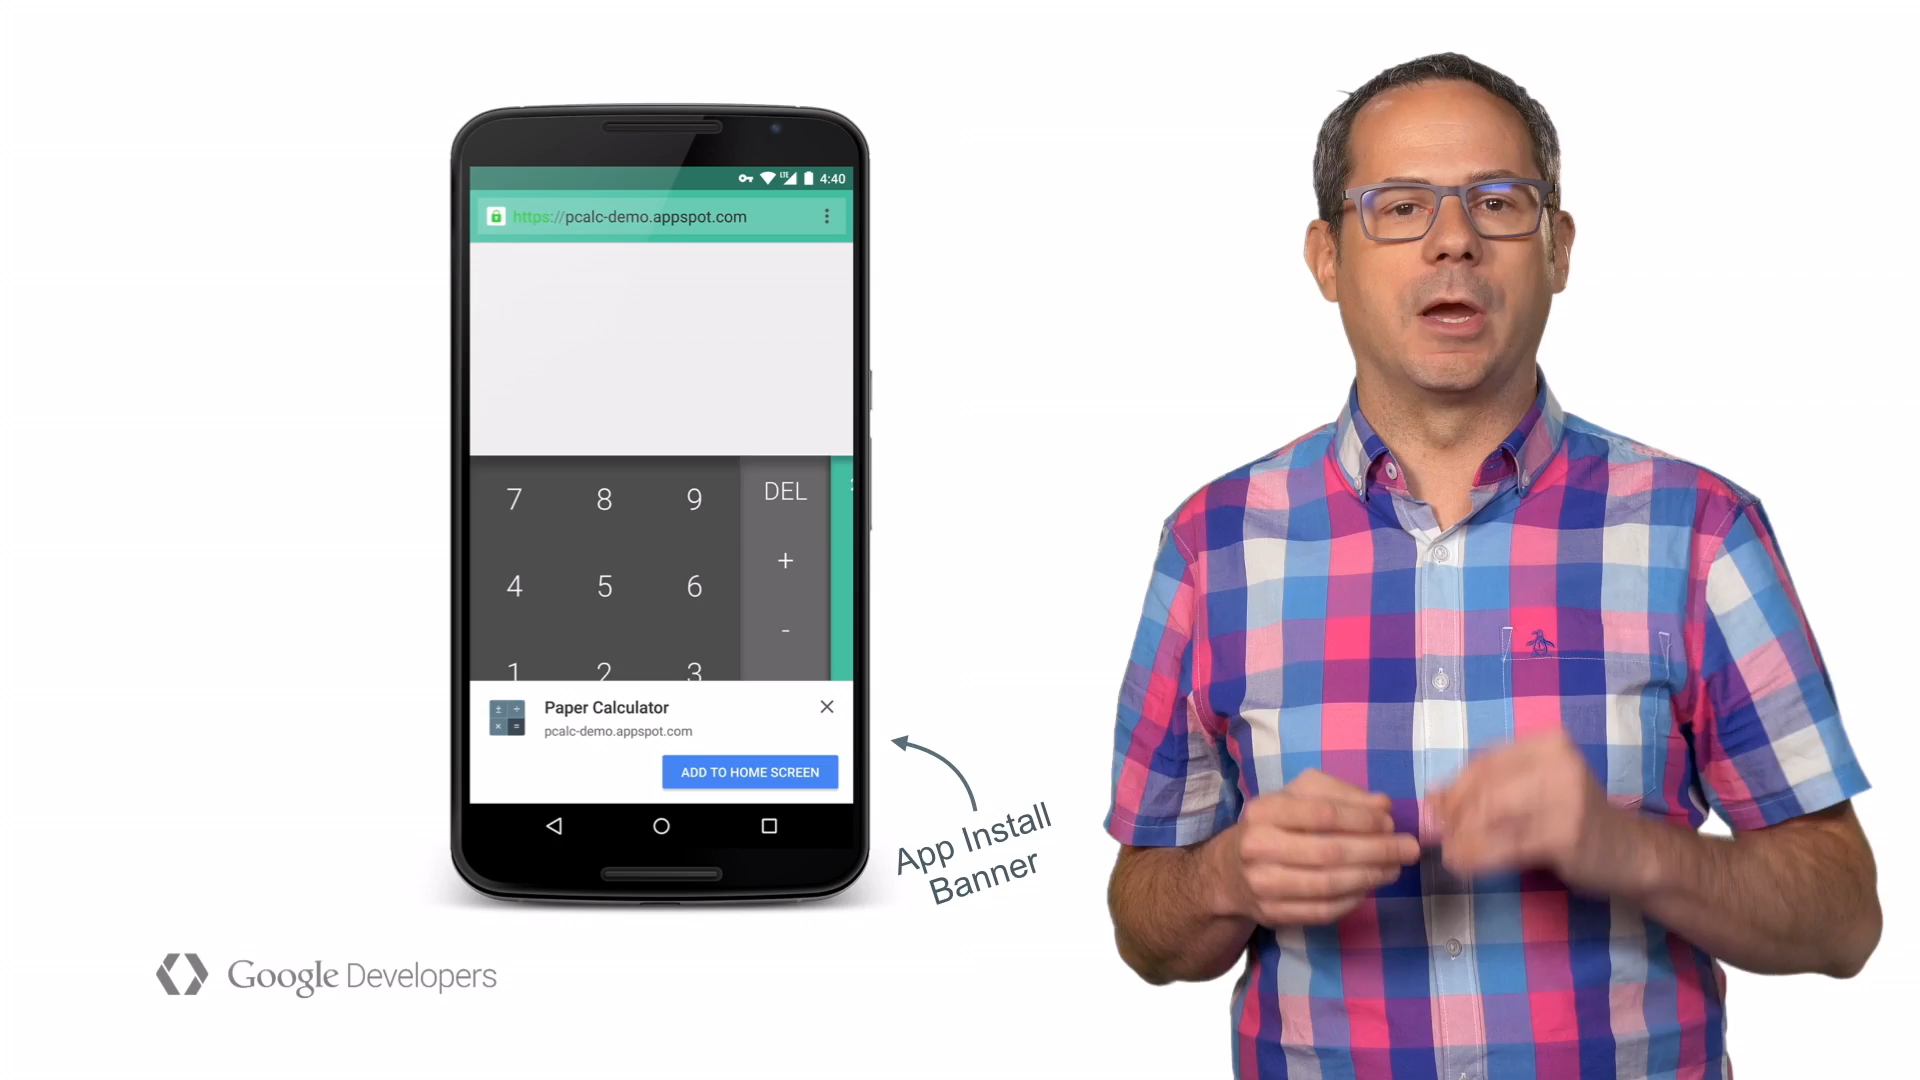 LTE 4:40
https://pcalc-demo.appspot.com
7 8 9 DEL
+
4 5 6
-
1 2 3
Paper Calculator
pcalc-demo.appspot.com
ADD TO HOME SCREEN
App Install
Banner
Google Developers